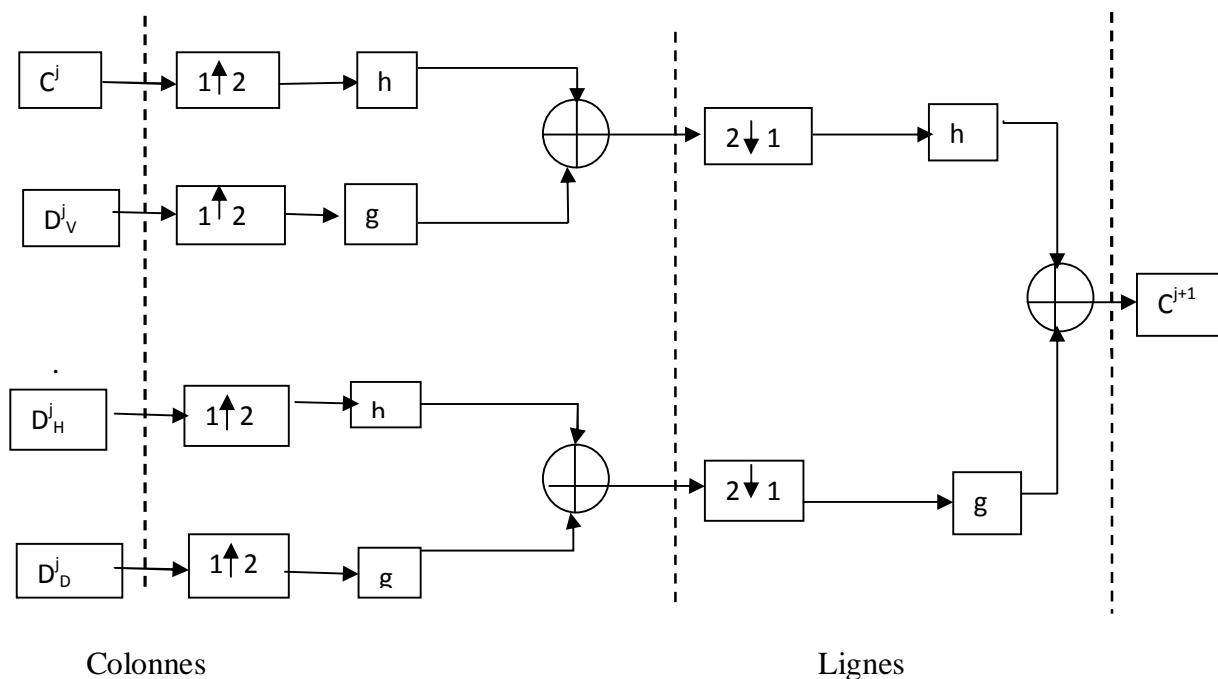 C^j 1↑2 h
2↓1 h
D^j_V 1↑2 g
C^{j+1}
D^j_H 1↑2 h
2↓1 g
D^j_D 1↑2 g
Colonnes Lignes